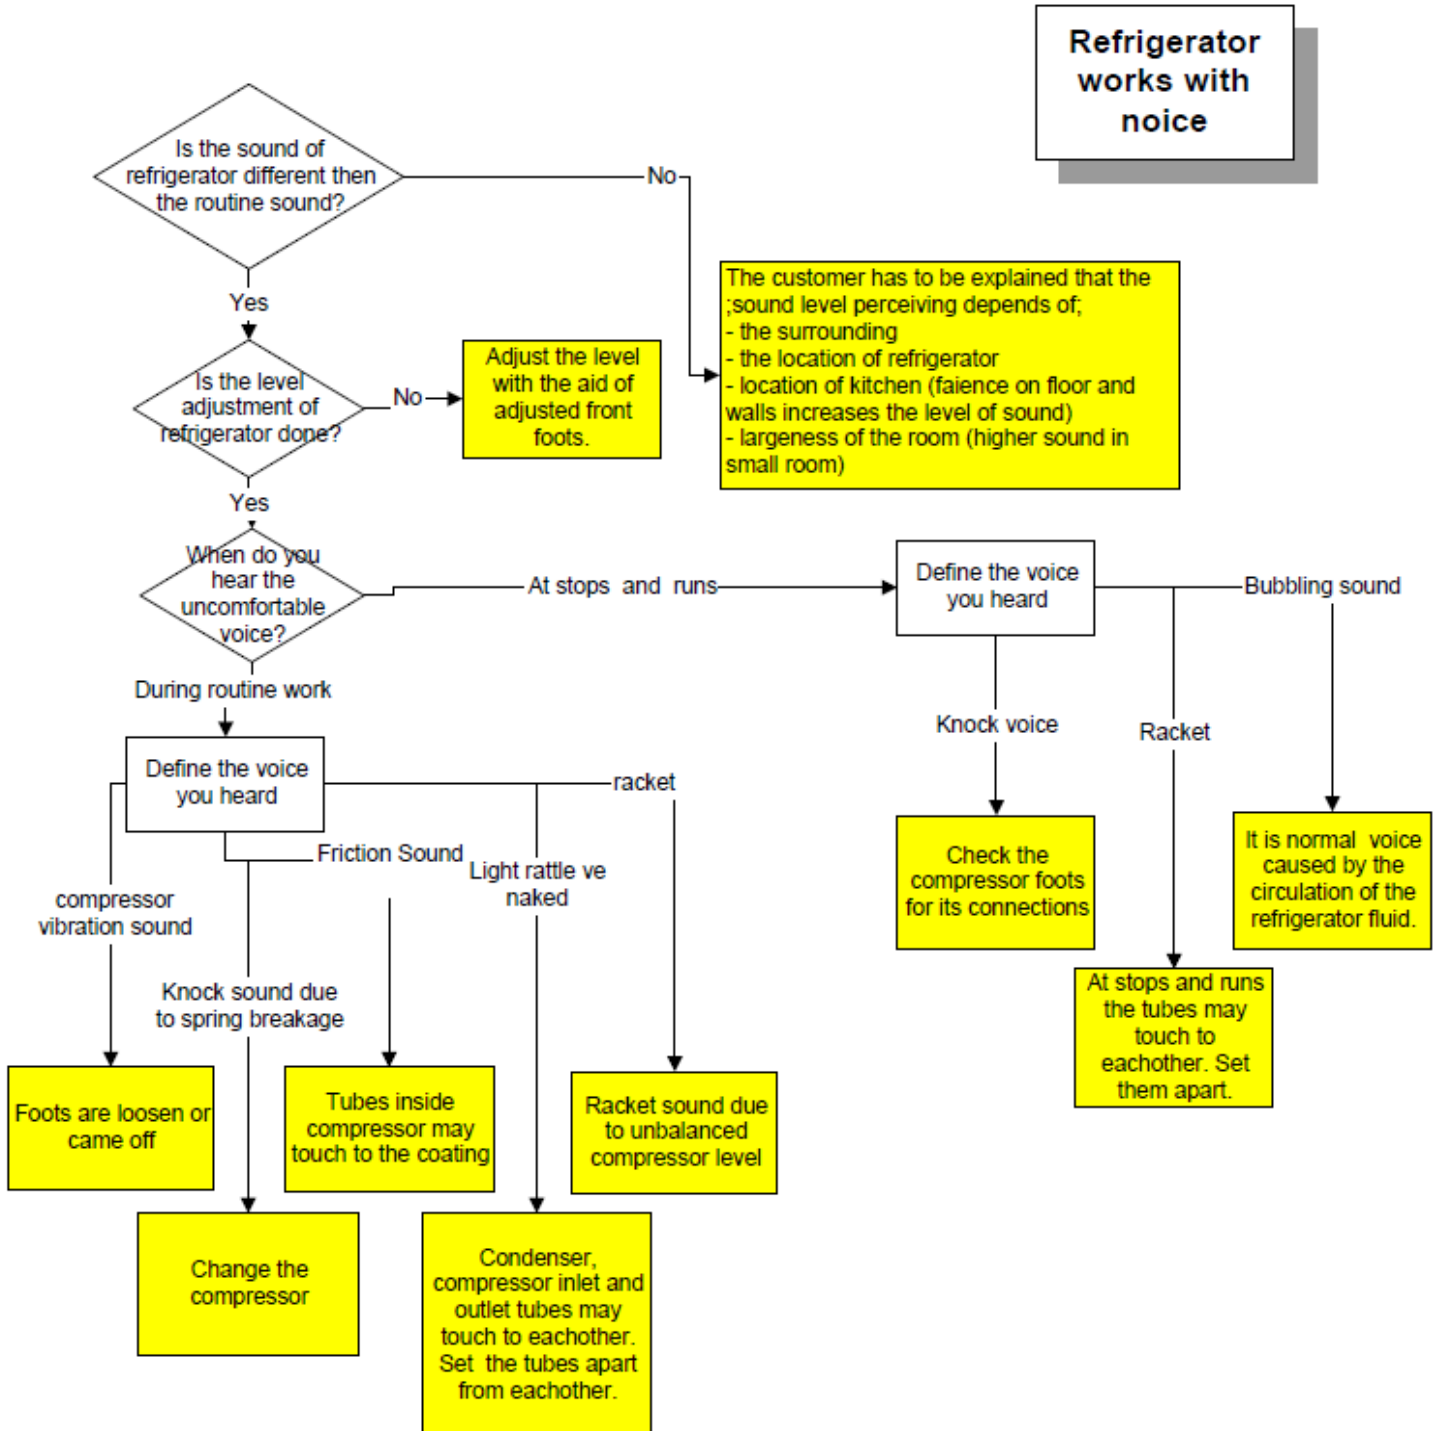 Refrigerator
works with
noice
Is the sound of
refrigerator different then
the routine sound?
No
Yes
The customer has to be explained that the
;sound level perceiving depends of;
- the surrounding
- the location of refrigerator
- location of kitchen (faience on floor and
walls increases the level of sound)
- largeness of the room (higher sound in
small room)
Is the level
adjustment of
refrigerator done?
No
Adjust the level
with the aid of
adjusted front
foots.
Yes
When do you
hear the
uncomfortable
voice?
At stops and runs
Define the voice
you heard
Bubbling sound
Knock voice
Racket
Check the
compressor foots
for its connections
It is normal voice
caused by the
circulation of the
refrigerator fluid.
At stops and runs
the tubes may
touch to
eachother. Set
them apart.
During routine work
Define the voice
you heard
racket
Friction Sound
Light rattle ve
naked
compressor
vibration sound
Knock sound due
to spring breakage
Foots are loosen or
came off
Tubes inside
compressor may
touch to the coating
Racket sound due
to unbalanced
compressor level
Change the
compressor
Condenser,
compressor inlet and
outlet tubes may
touch to eachother.
Set the tubes apart
from eachother.